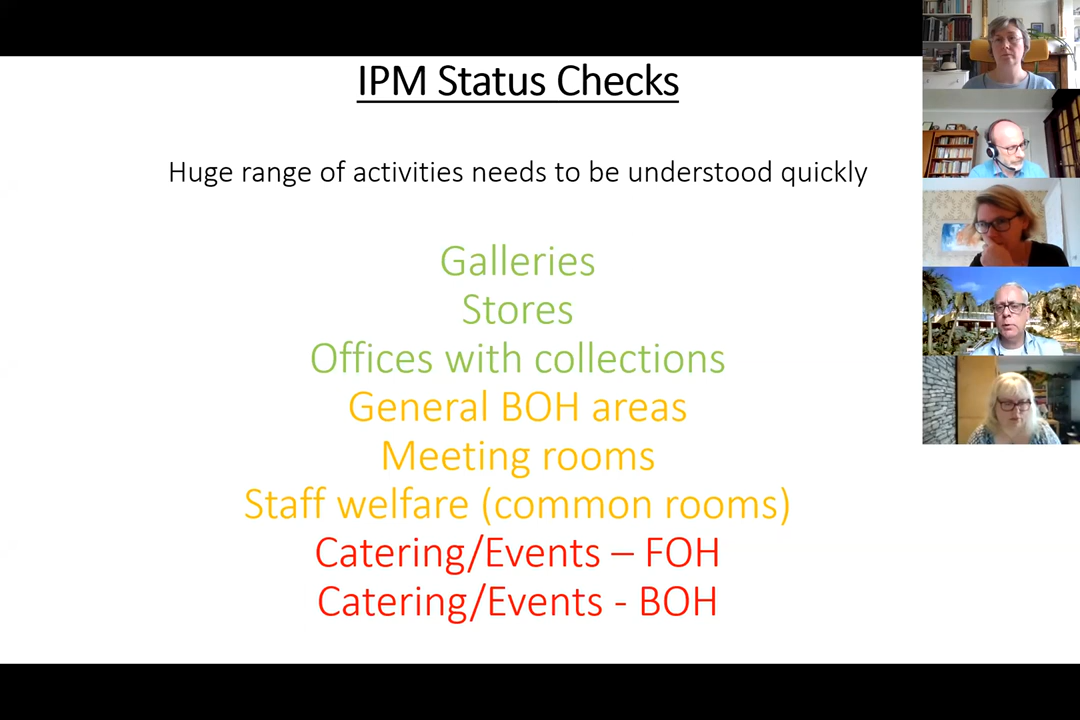 IPM Status Checks
Huge range of activities needs to be understood quickly
Galleries
Stores
Offices with collections
General BOH areas
Meeting rooms
Staff welfare (common rooms)
Catering/Events – FOH
Catering/Events - BOH